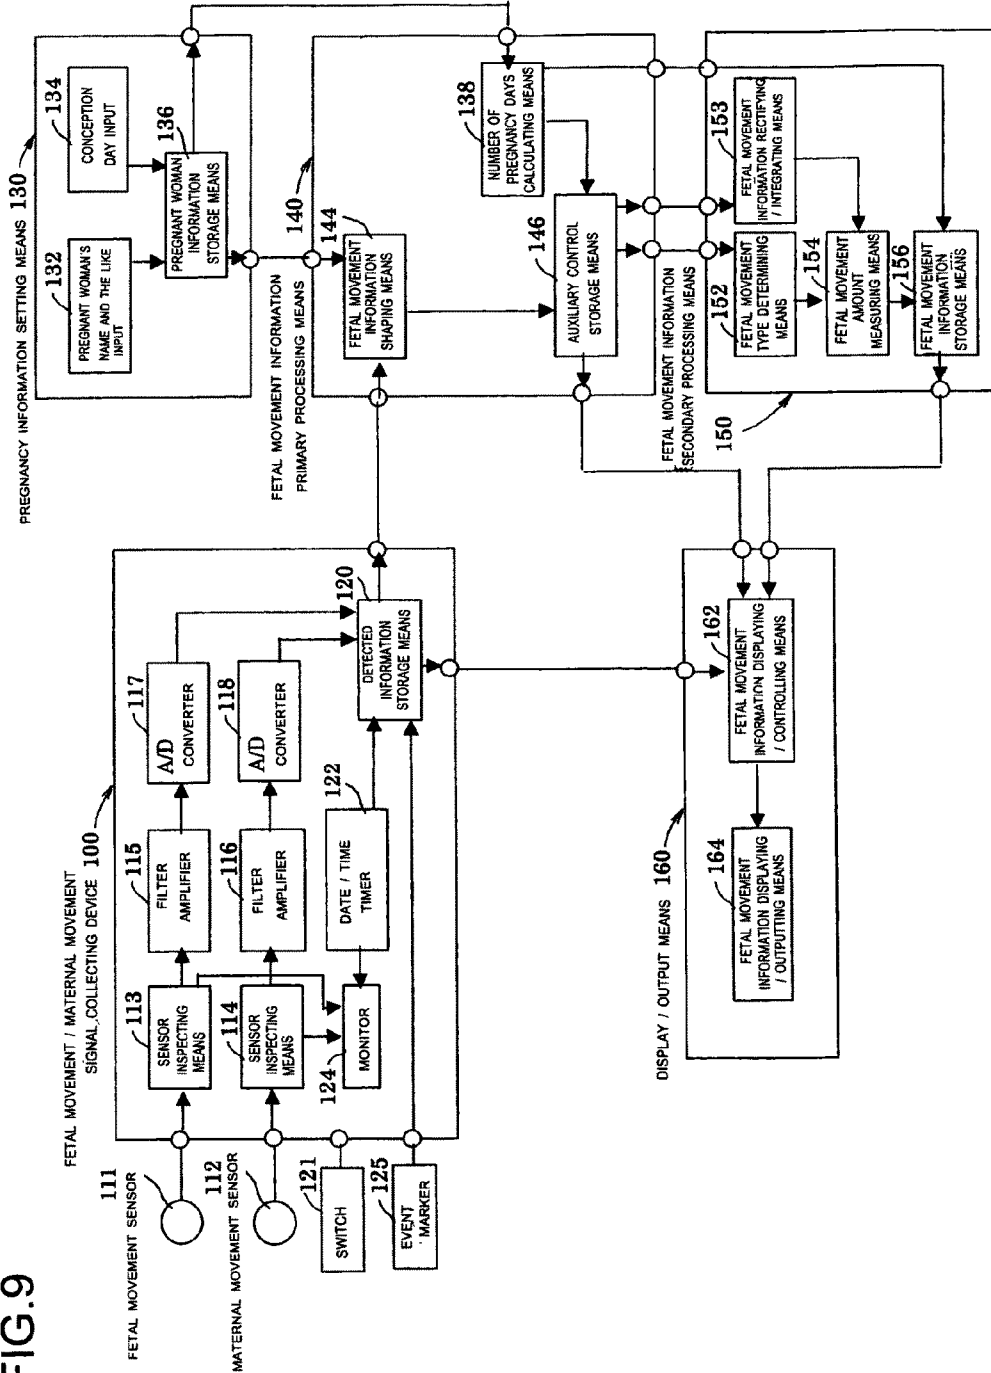 FIG.9
FETAL MOVEMENT / MATERNAL MOVEMENT
SIGNAL COLLECTING DEVICE 100
FETAL MOVEMENT SENSOR
111
MATERNAL MOVEMENT SENSOR
112
SWITCH
121
EVENT
MARKER
125
113
SENSOR
INSPECTING
MEANS
114
SENSOR
INSPECTING
MEANS
124
MONITOR
115
FILTER
AMPLIFIER
116
FILTER
AMPLIFIER
122
DATE / TIME
TIMER
117
A/D
CONVERTER
118
A/D
CONVERTER
120
DETECTED
INFORMATION
STORAGE MEANS
PREGNANCY INFORMATION SETTING MEANS 130
132
PREGNANT WOMAN'S
NAME AND THE LIKE
INPUT
134
CONCEPTION
DAY INPUT
136
PREGNANT WOMAN
INFORMATION
STORAGE MEANS
FETAL MOVEMENT INFORMATION
PRIMARY PROCESSING MEANS
140
144
FETAL MOVEMENT
INFORMATION
SHAPING MEANS
138
NUMBER OF
PREGNANCY DAYS
CALCULATING MEANS
146
AUXILIARY CONTROL
STORAGE MEANS
FETAL MOVEMENT INFORMATION
SECONDARY PROCESSING MEANS
150
152
FETAL MOVEMENT
TYPE DETERMINING
MEANS
153
FETAL MOVEMENT
INFORMATION RECTIFYING
/ INTEGRATING MEANS
154
FETAL MOVEMENT
AMOUNT
MEASURING MEANS
156
FETAL MOVEMENT
INFORMATION
STORAGE MEANS
DISPLAY / OUTPUT MEANS 160
162
FETAL MOVEMENT
INFORMATION DISPLAYING
/ CONTROLLING MEANS
164
FETAL MOVEMENT
INFORMATION DISPLAYING
/ OUTPUTTING MEANS